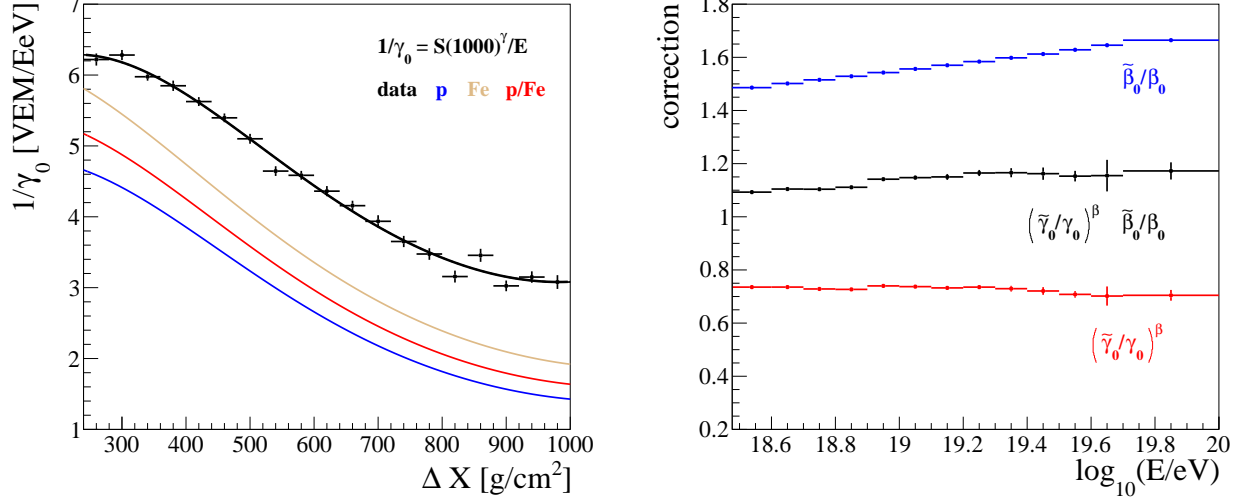 1/γ₀ [VEM/EeV]
7
6
5
4
3
2
1
1/γ₀ = S(1000)^γ/E
data p Fe p/Fe
300 400 500 600 700 800 900 1000
Δ X [g/cm²]
correction
1.8
1.6
1.4
1.2
1
0.8
0.6
0.4
0.2
β̃₀/β₀
(γ̃₀/γ₀)^β β̃₀/β₀
(γ̃₀/γ₀)^β
18.6 18.8 19 19.2 19.4 19.6 19.8 20
log₁₀(E/eV)